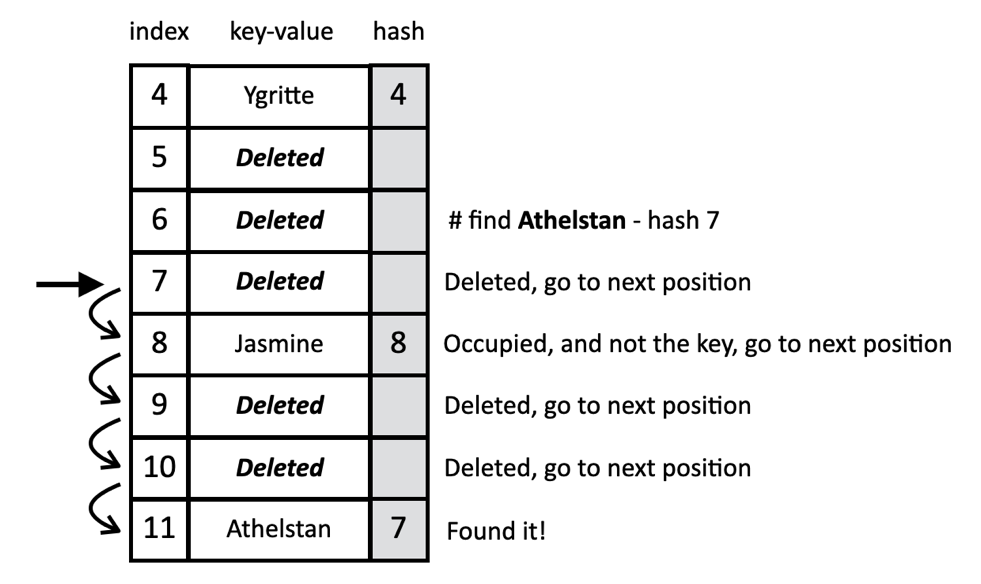 index key-value hash
4 Ygritte 4
5 Deleted
6 Deleted # find Athelstan - hash 7
7 Deleted Deleted, go to next position
8 Jasmine 8 Occupied, and not the key, go to next position
9 Deleted Deleted, go to next position
10 Deleted Deleted, go to next position
11 Athelstan 7 Found it!